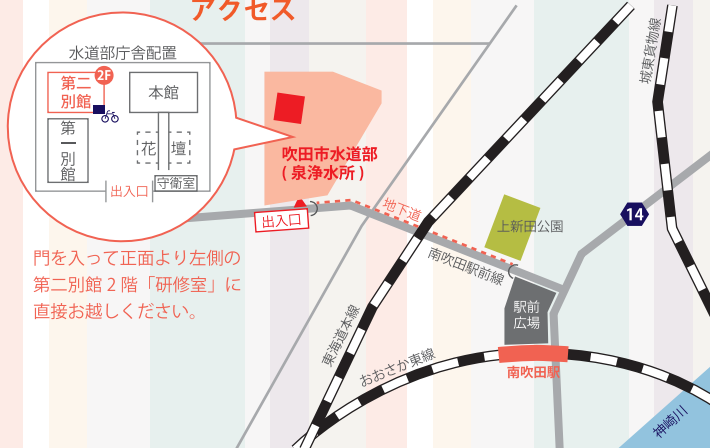 アクセス
水道部庁舎配置
第二
別館
2F
本館
第一別館
花壇
守衛室
出入口
吹田市水道部
(泉浄水所)
出入口
地下道
上新田公園
南吹田駅前線
14
城東貨物線
駅前
広場
東海道本線
おおさか東線
南吹田駅
神崎川
門を入って正面より左側の
第二別館2階「研修室」に
直接お越しください。